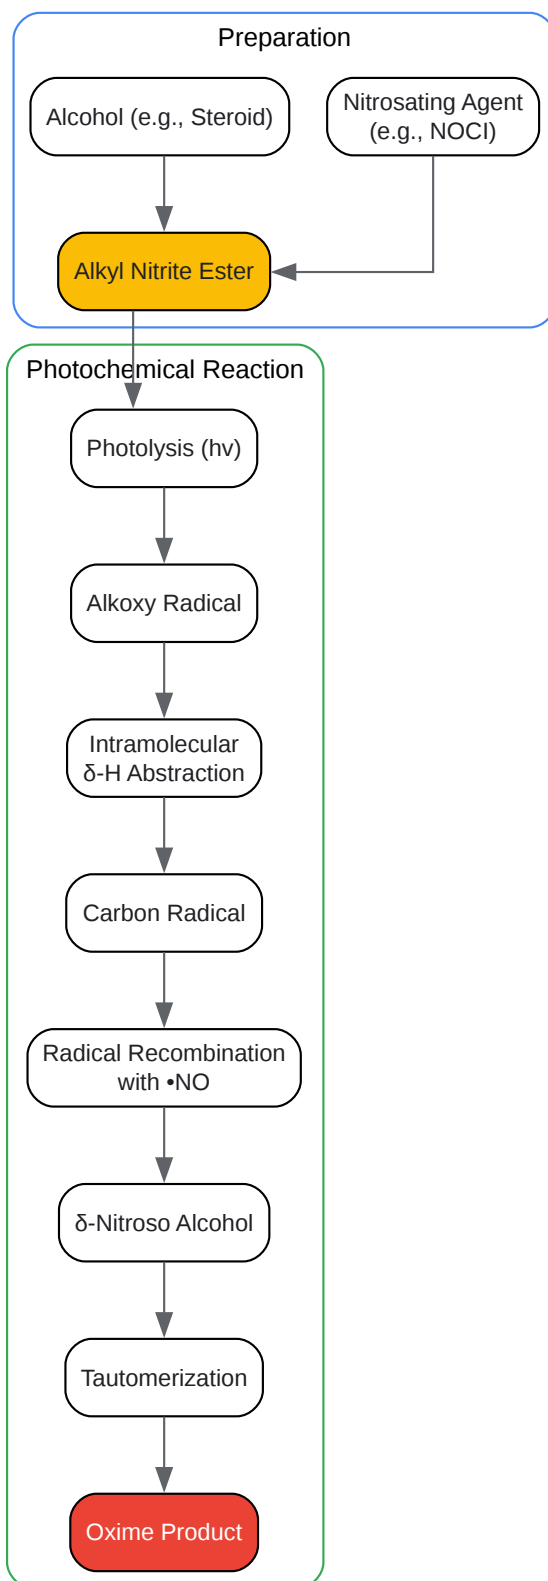 Preparation
Alcohol (e.g., Steroid)
Nitrosating Agent
(e.g., NOCl)
Alkyl Nitrite Ester
Photochemical Reaction
Photolysis (hv)
Alkoxy Radical
Intramolecular
δ-H Abstraction
Carbon Radical
Radical Recombination
with •NO
δ-Nitroso Alcohol
Tautomerization
Oxime Product